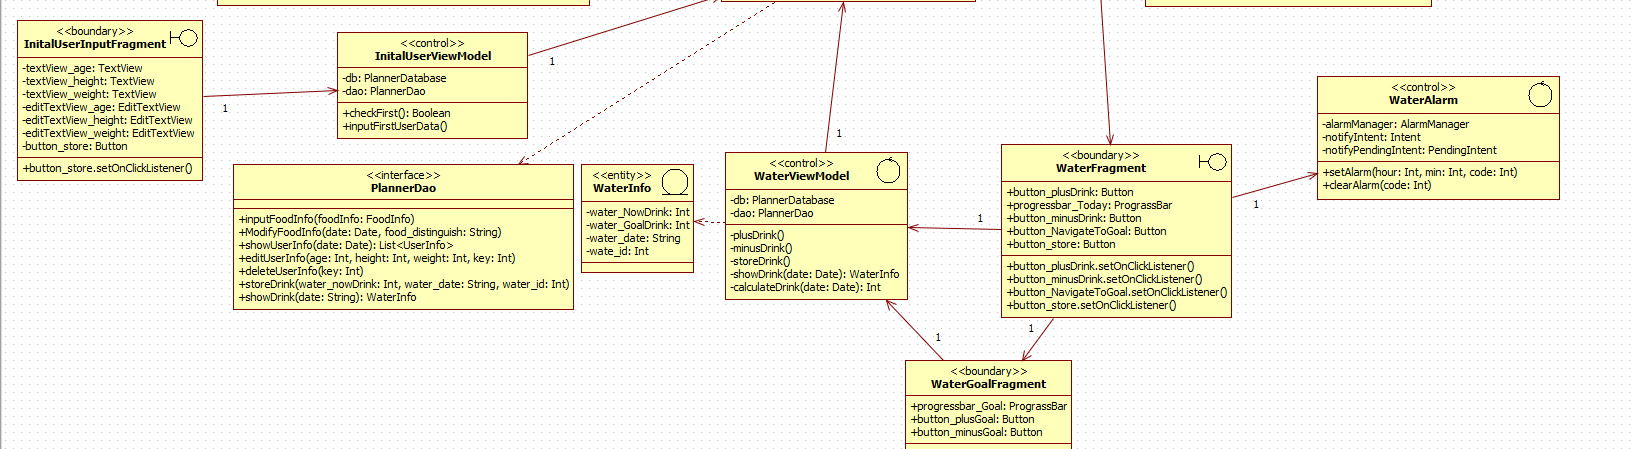 <<boundary>>
InitalUserInputFragment
-textView_age: TextView
-textView_height: TextView
-textView_weight: TextView
-editTextView_age: EditTextView
-editTextView_height: EditTextView
-editTextView_weight: EditTextView
-button_store: Button
+button_store.setOnClickListener()
1
<<control>>
InitalUserViewModel
-db: PlannerDatabase
-dao: PlannerDao
+checkFirst(): Boolean
+inputFirstUserData()
1
<<interface>>
PlannerDao
+inputFoodInfo(foodInfo: FoodInfo)
+ModifyFoodInfo(date: Date, food_distinguish: String)
+showUserInfo(date: Date): List<UserInfo>
+editUserInfo(age: Int, height: Int, weight: Int, key: Int)
+deleteUserInfo(key: Int)
+storeDrink(water_nowDrink: Int, water_date: String, water_id: Int)
+showDrink(date: String): WaterInfo
<<entity>>
WaterInfo
-water_NowDrink: Int
-water_GoalDrink: Int
-water_date: String
-wate_id: Int
1
<<control>>
WaterViewModel
-db: PlannerDatabase
-dao: PlannerDao
-plusDrink()
-minusDrink()
-storeDrink()
-showDrink(date: Date): WaterInfo
-calculateDrink(date: Date): Int
1
<<boundary>>
WaterFragment
+button_plusDrink: Button
+progressbar_Today: PrograssBar
+button_minusDrink: Button
+button_NavigateToGoal: Button
+button_store: Button
+button_plusDrink.setOnClickListener()
+button_minusDrink.setOnClickListener()
+button_NavigateToGoal.setOnClickListener()
+button_store.setOnClickListener()
1
<<control>>
WaterAlarm
-alarmManager: AlarmManager
-notifyIntent: Intent
-notifyPendingIntent: PendingIntent
+setAlarm(hour: Int, min: Int, code: Int)
+clearAlarm(code: Int)
1
1
<<boundary>>
WaterGoalFragment
+progressbar_Goal: PrograssBar
+button_plusGoal: Button
+button_minusGoal: Button